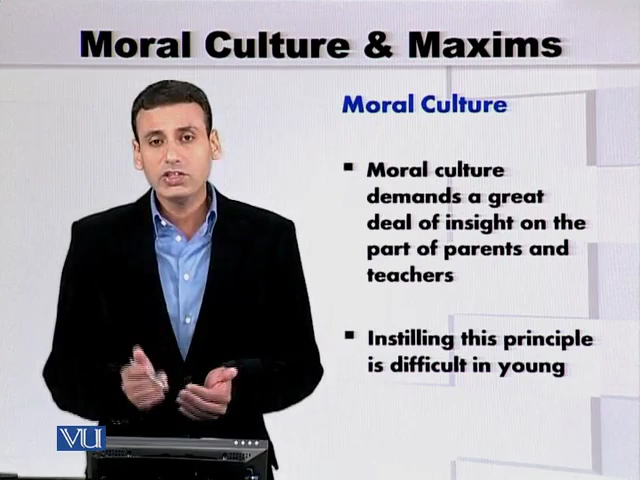 Moral Culture & Maxims
Moral Culture
Moral culture
demands a great
deal of insight on the
part of parents and
teachers
Instilling this principle
is difficult in young
VU